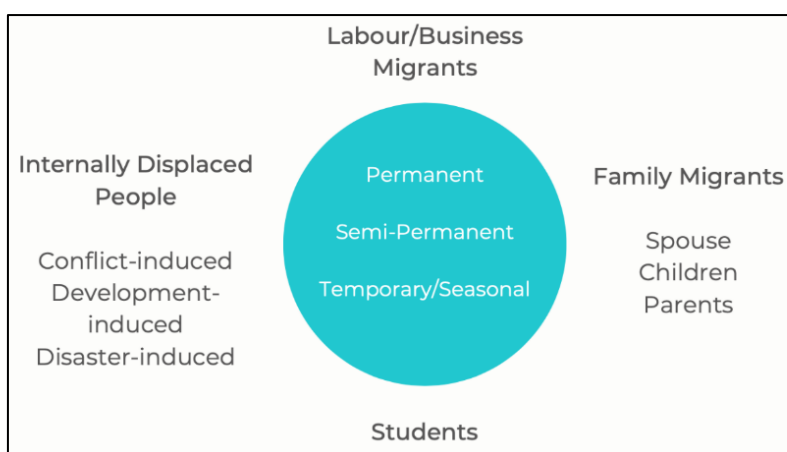 Labour/Business
Migrants
Internally Displaced
People
Conflict-induced
Development-
induced
Disaster-induced
Permanent
Semi-Permanent
Temporary/Seasonal
Family Migrants
Spouse
Children
Parents
Students